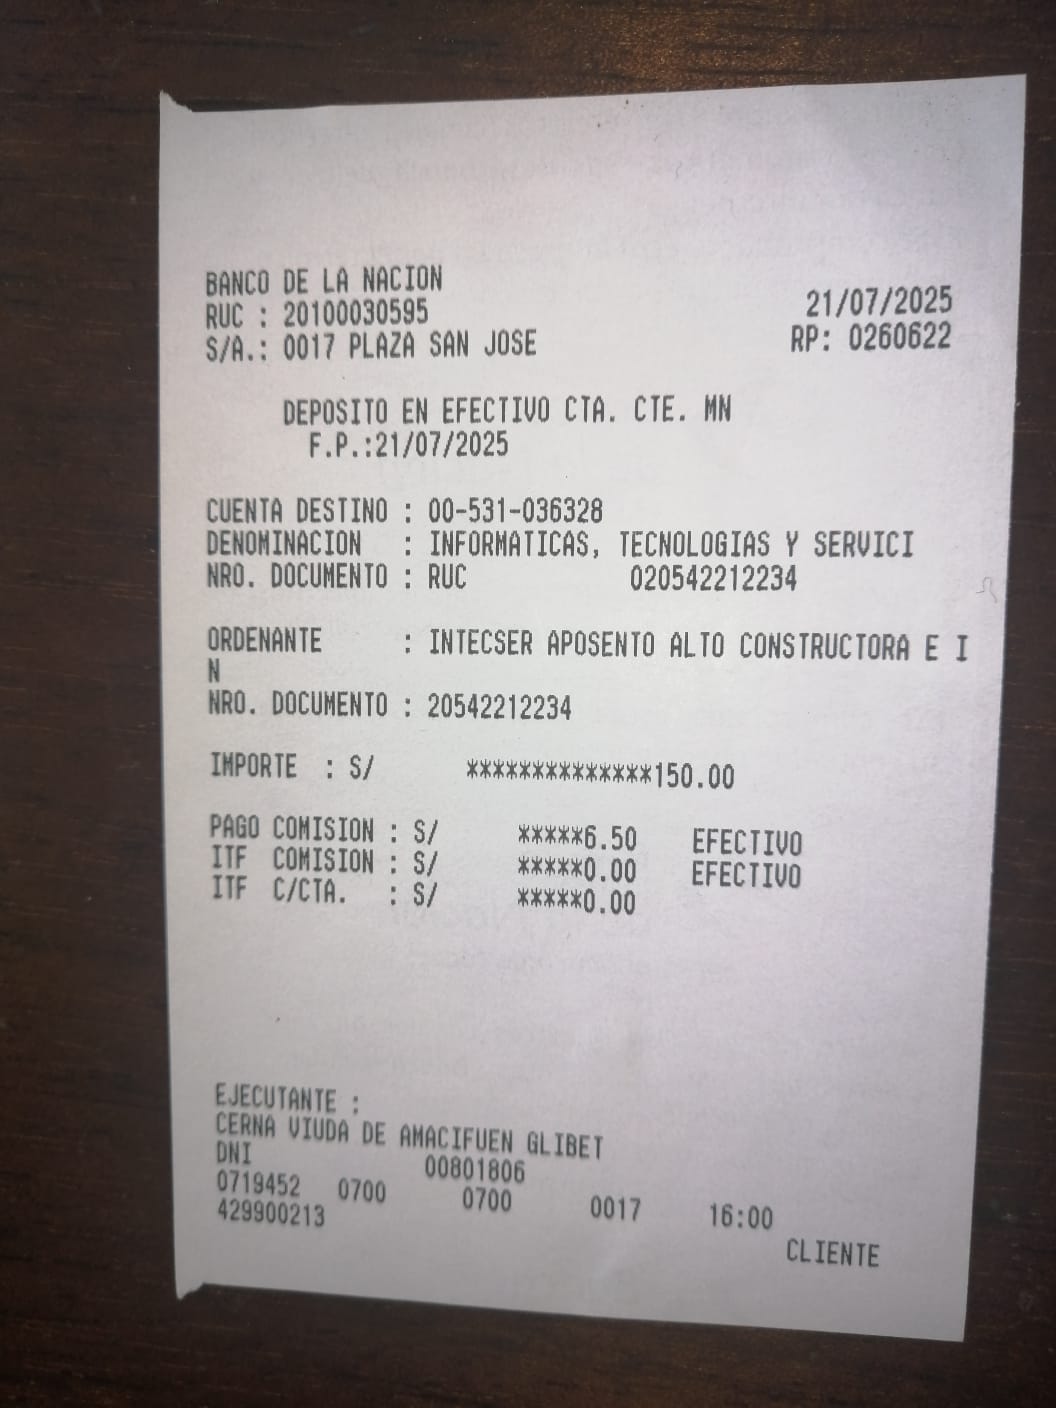 BANCO DE LA NACION
RUC : 20100030595 21/07/2025
S/A.: 0017 PLAZA SAN JOSE RP: 0260622
DEPOSITO EN EFECTIVO CTA. CTE. MN
F.P.:21/07/2025
CUENTA DESTINO : 00-531-036328
DENOMINACION : INFORMATICAS, TECNOLOGIAS Y SERVICI
NRO. DOCUMENTO : RUC 020542212234
ORDENANTE : INTECSER APOSENTO ALTO CONSTRUCTORA E I
N
NRO. DOCUMENTO : 20542212234
IMPORTE : S/ **************150.00
PAGO COMISION : S/ *****6.50 EFECTIVO
ITF COMISION : S/ *****0.00 EFECTIVO
ITF C/CTA. : S/ *****0.00
EJECUTANTE :
CERNA VIUDA DE AMACIFUEN GLIBET
DNI 00801806
0719452 0700 0700 0017 16:00
429900213
CLIENTE